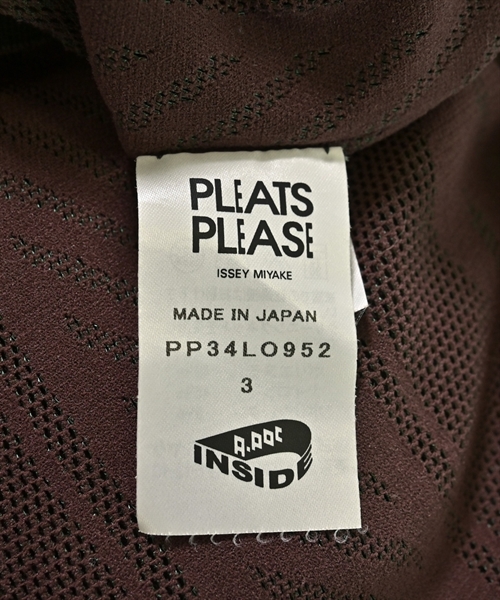 PLEATS
PLEASE
ISSEY MIYAKE
MADE IN JAPAN
PP34LO952
3
A.POC
INSIDE